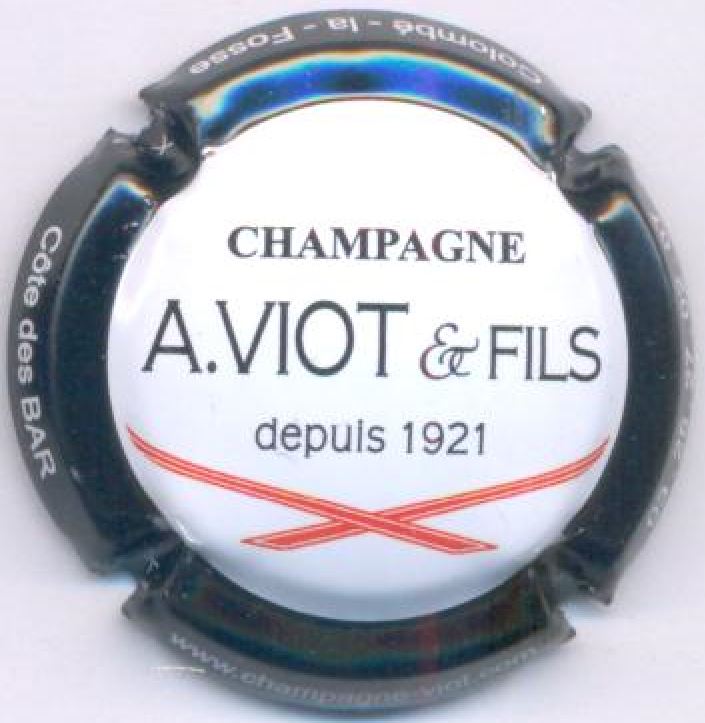 CHAMPAGNE
A.VIOT & FILS
depuis 1921
Colombé - la - Fosse
Côte des BAR
www.champagne-viot.com